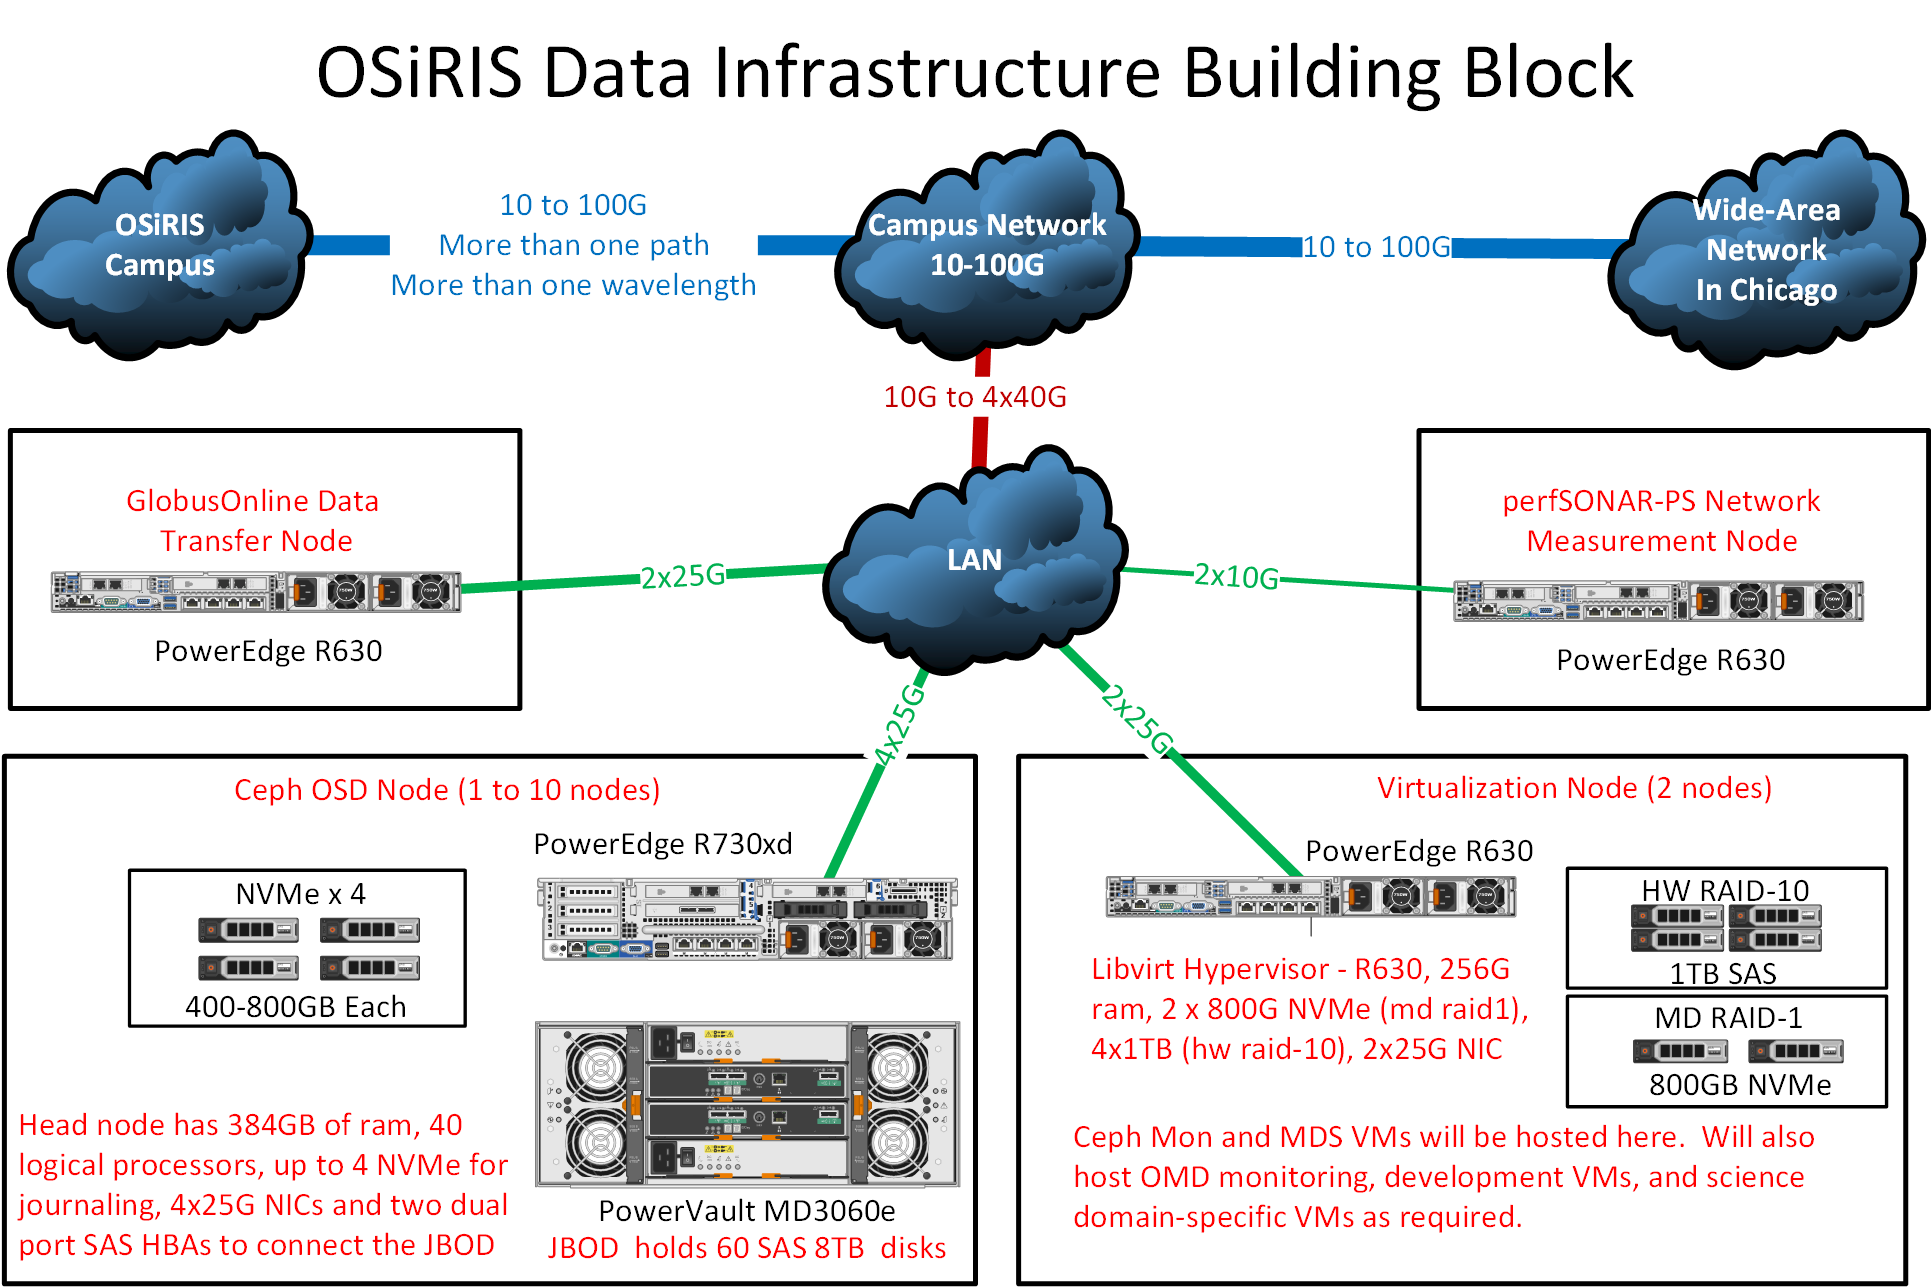 OSiRIS Data Infrastructure Building Block
OSiRIS
Campus
10 to 100G
More than one path
More than one wavelength
Campus Network
10-100G
10 to 100G
Wide-Area
Network
In Chicago
10G to 4x40G
GlobusOnline Data
Transfer Node
PowerEdge R630
2x25G
LAN
2x10G
perfSONAR-PS Network
Measurement Node
PowerEdge R630
4x25G
2x25G
Ceph OSD Node (1 to 10 nodes)
PowerEdge R730xd
NVMe x 4
400-800GB Each
Head node has 384GB of ram, 40
logical processors, up to 4 NVMe for
journaling, 4x25G NICs and two dual
port SAS HBAs to connect the JBOD
PowerVault MD3060e
JBOD holds 60 SAS 8TB disks
Virtualization Node (2 nodes)
PowerEdge R630
HW RAID-10
1TB SAS
MD RAID-1
800GB NVMe
Libvirt Hypervisor - R630, 256G
ram, 2 x 800G NVMe (md raid1),
4x1TB (hw raid-10), 2x25G NIC
Ceph Mon and MDS VMs will be hosted here. Will also
host OMD monitoring, development VMs, and science
domain-specific VMs as required.